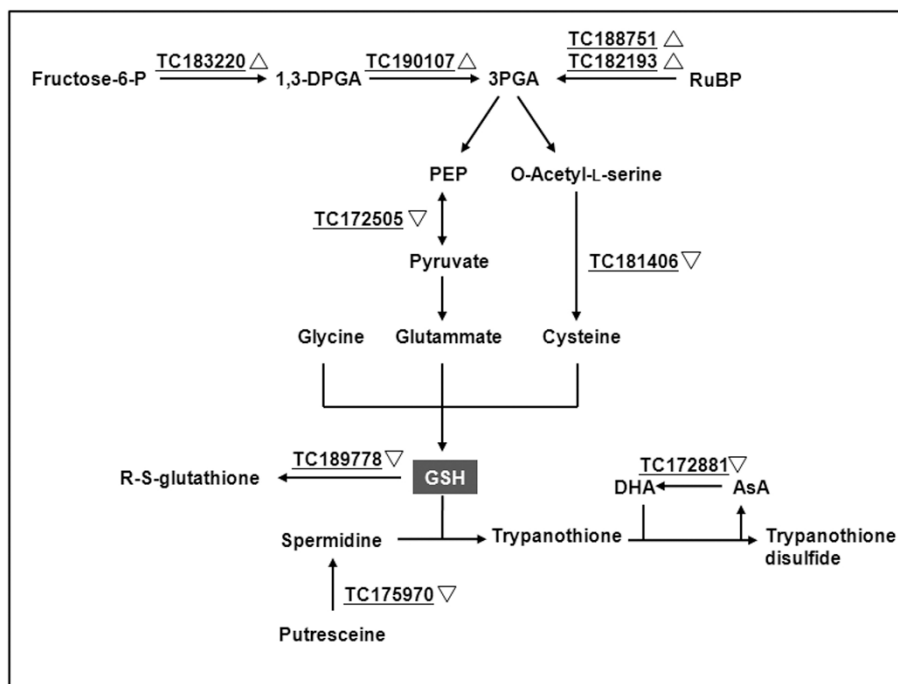 TC188751 △
TC183220 △ TC190107 △ TC182193 △
Fructose-6-P 1,3-DPGA 3PGA RuBP
PEP O-Acetyl-L-serine
TC172505 ▽
Pyruvate TC181406 ▽
Glycine Glutammate Cysteine
TC189778 ▽ TC172881 ▽
R-S-glutathione GSH DHA AsA
Spermidine Trypanothione Trypanothione
disulfide
TC175970 ▽
Putresceine